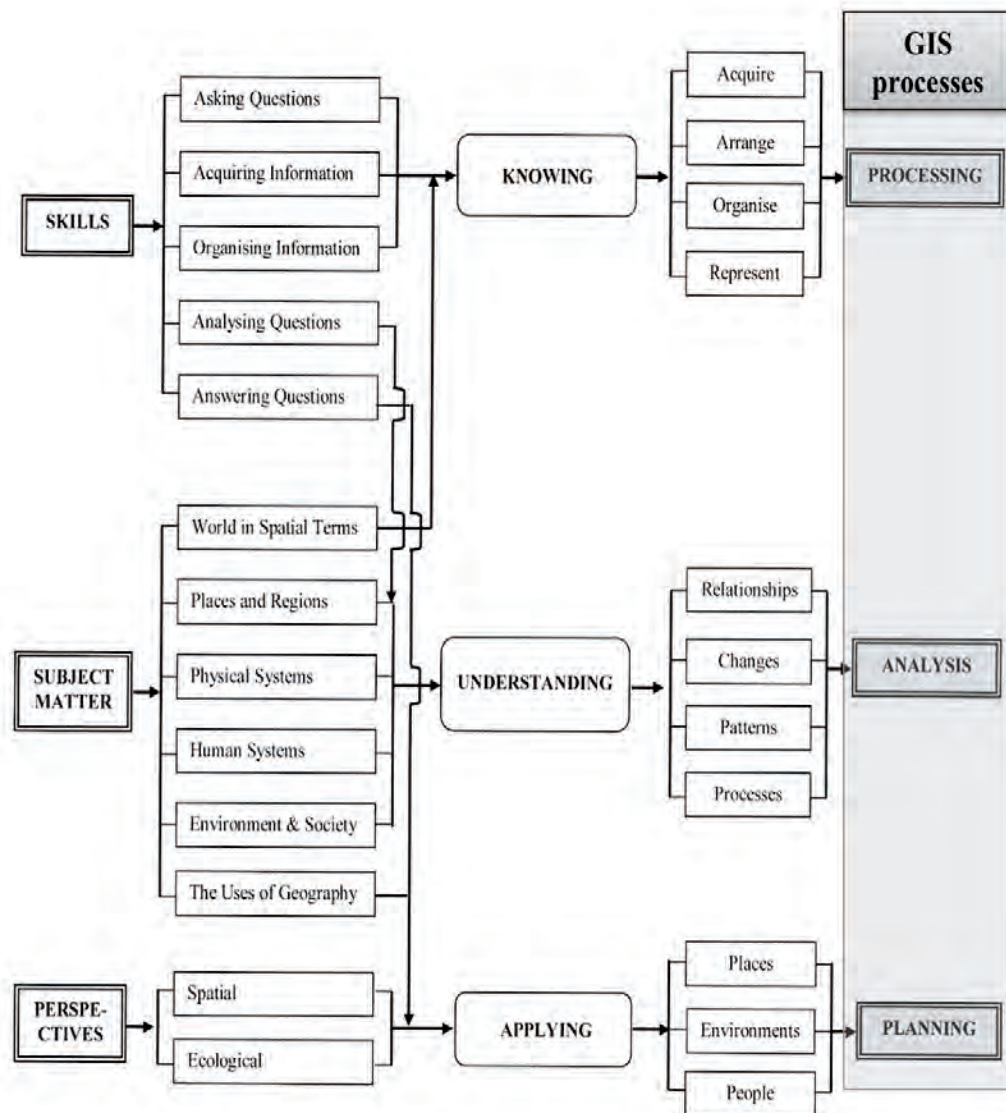 GIS
processes
SKILLS
Asking Questions
Acquiring Information
Organising Information
Analysing Questions
Answering Questions
KNOWING
Acquire
Arrange
Organise
Represent
PROCESSING
SUBJECT
MATTER
World in Spatial Terms
Places and Regions
Physical Systems
Human Systems
Environment & Society
The Uses of Geography
UNDERSTANDING
Relationships
Changes
Patterns
Processes
ANALYSIS
PERSPE-
CTIVES
Spatial
Ecological
APPLYING
Places
Environments
People
PLANNING